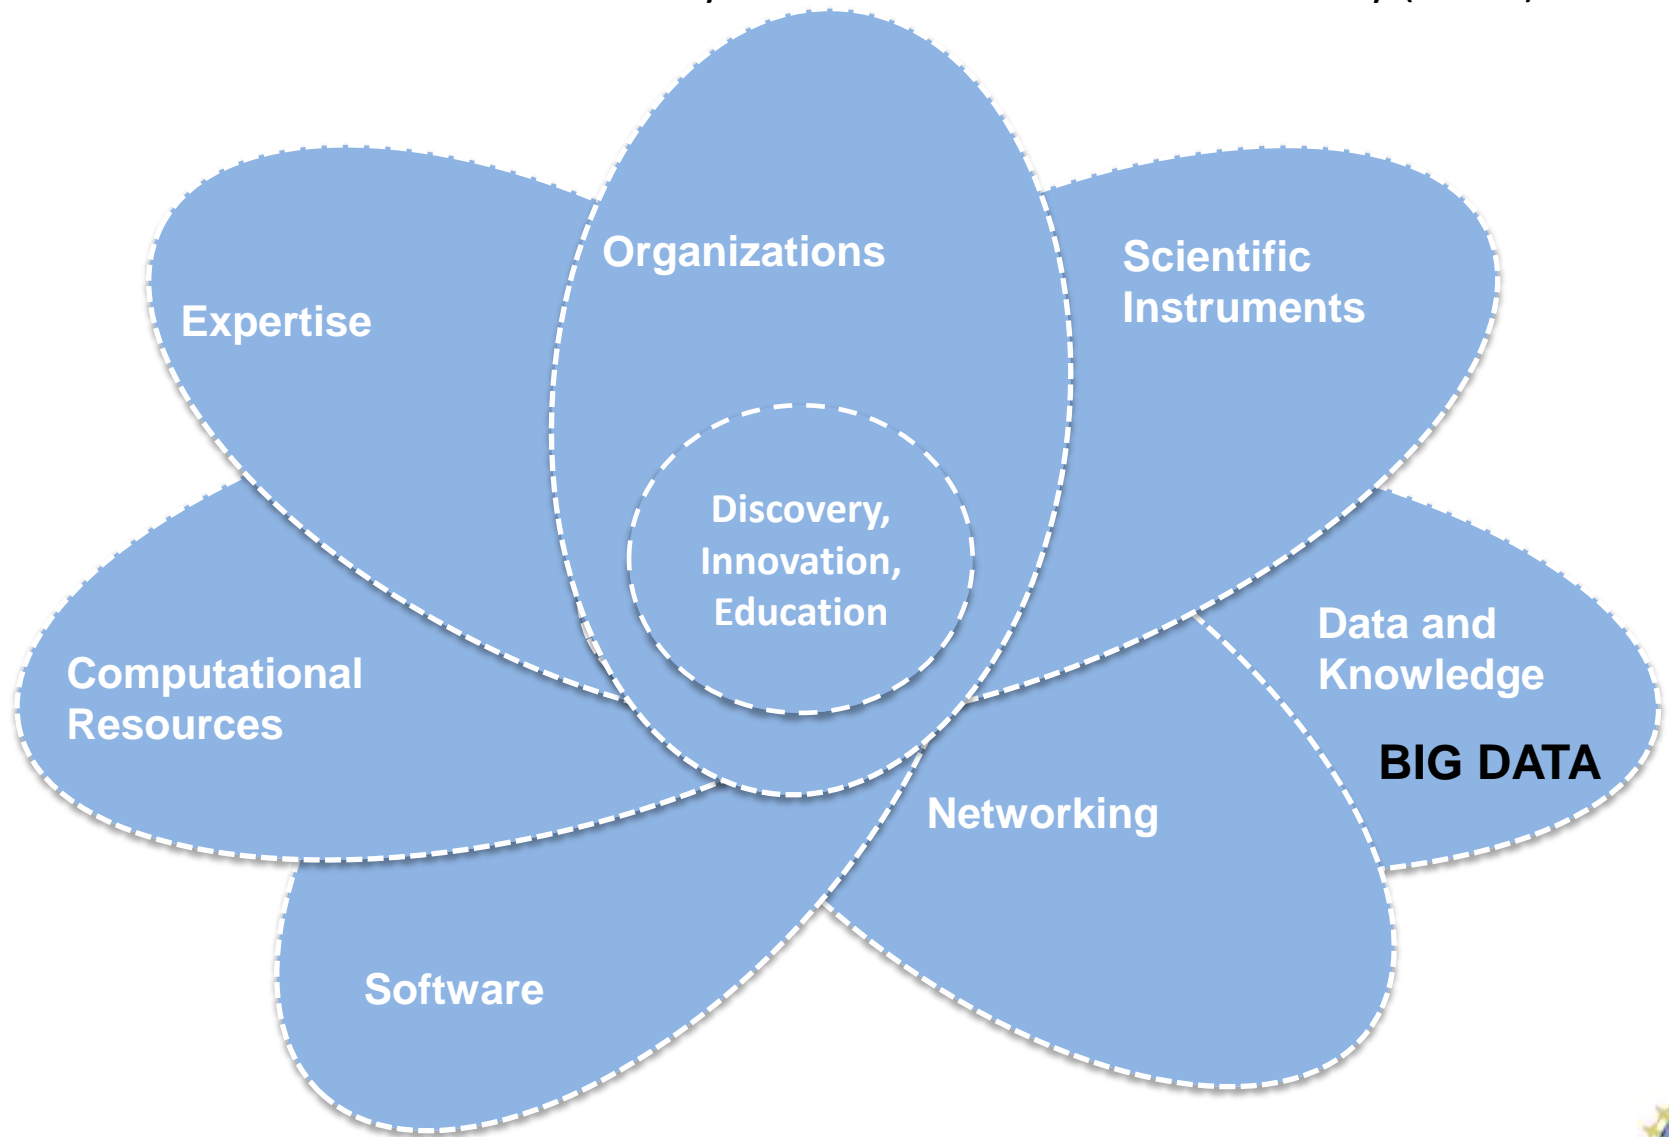 Organizations
Scientific
Instruments
Expertise
Discovery,
Innovation,
Education
Data and
Knowledge
Computational
Resources
BIG DATA
Networking
Software